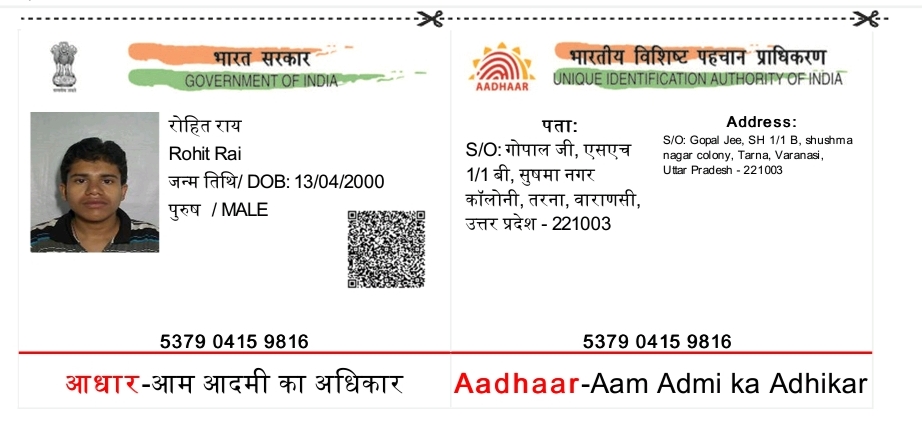 भारत सरकार
GOVERNMENT OF INDIA
रोहित राय
Rohit Rai
जन्म तिथि/ DOB: 13/04/2000
पुरुष / MALE
5379 0415 9816
आधार-आम आदमी का अधिकार
भारतीय विशिष्ट पहचान प्राधिकरण
UNIQUE IDENTIFICATION AUTHORITY OF INDIA
AADHAAR
पता:
S/O: गोपाल जी, एसएच
1/1 बी, सुषमा नगर
कॉलोनी, तरना, वाराणसी,
उत्तर प्रदेश - 221003
Address:
S/O: Gopal Jee, SH 1/1 B, shushma
nagar colony, Tarna, Varanasi,
Uttar Pradesh - 221003
5379 0415 9816
Aadhaar-Aam Admi ka Adhikar